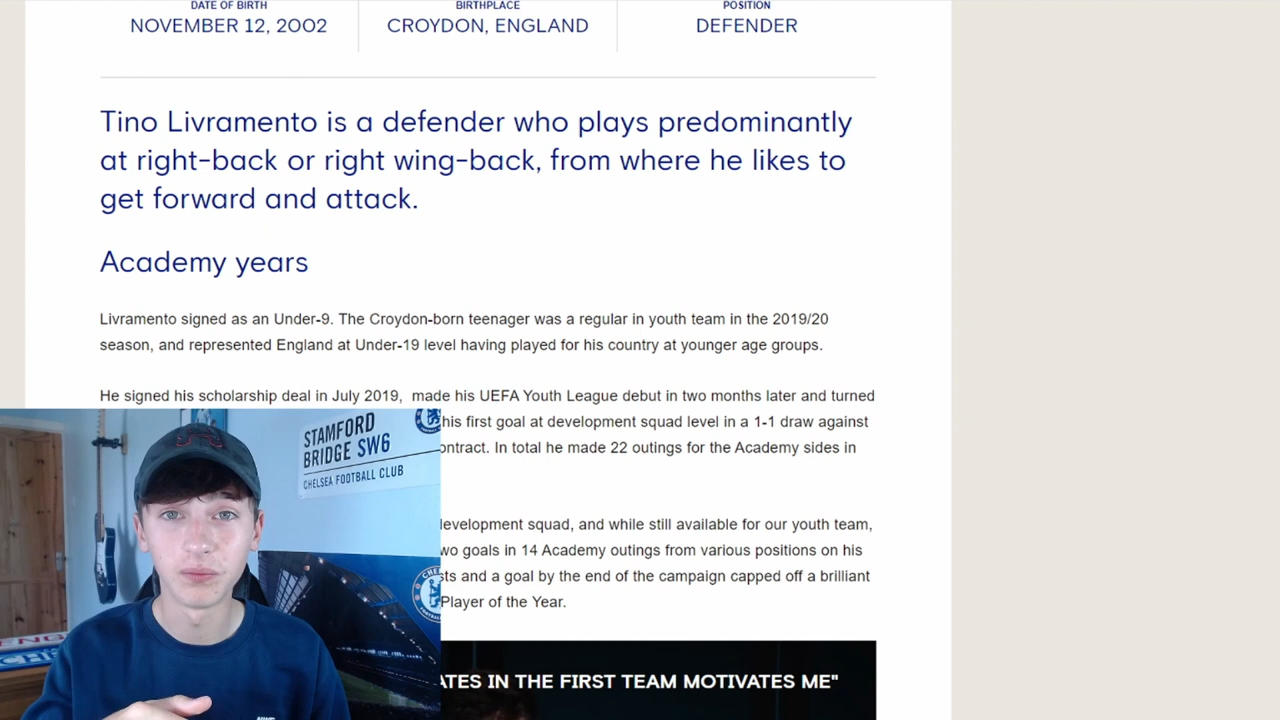 DATE OF BIRTH
NOVEMBER 12, 2002
BIRTHPLACE
CROYDON, ENGLAND
POSITION
DEFENDER
Tino Livramento is a defender who plays predominantly
at right-back or right wing-back, from where he likes to
get forward and attack.
Academy years
Livramento signed as an Under-9. The Croydon-born teenager was a regular in youth team in the 2019/20
season, and represented England at Under-19 level having played for his country at younger age groups.
He signed his scholarship deal in July 2019, made his UEFA Youth League debut in two months later and turned
his first goal at development squad level in a 1-1 draw against
In total he made 22 outings for the Academy sides in
development squad, and while still available for our youth team,
goals in 14 Academy outings from various positions on his
and a goal by the end of the campaign capped off a brilliant
Player of the Year.
IN THE FIRST TEAM MOTIVATES ME"
STAMFORD
BRIDGE SW6
CHELSEA FOOTBALL CLUB